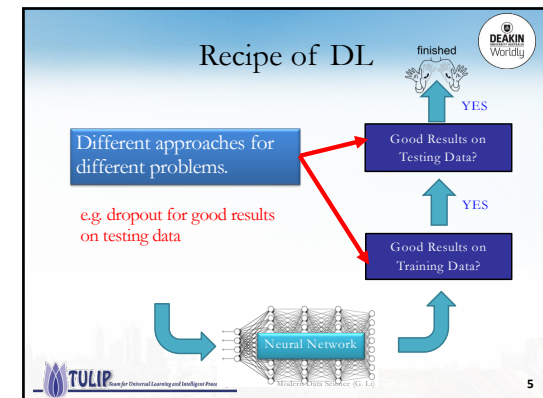 Recipe of DL
finished
DEAKIN
Worldly
YES
Different approaches for
different problems.
Good Results on
Testing Data?
YES
e.g. dropout for good results
on testing data
Good Results on
Training Data?
Neural Network
TULIP Team for Universal Learning and Intelligent
Modern Data Science (G. Li)
5